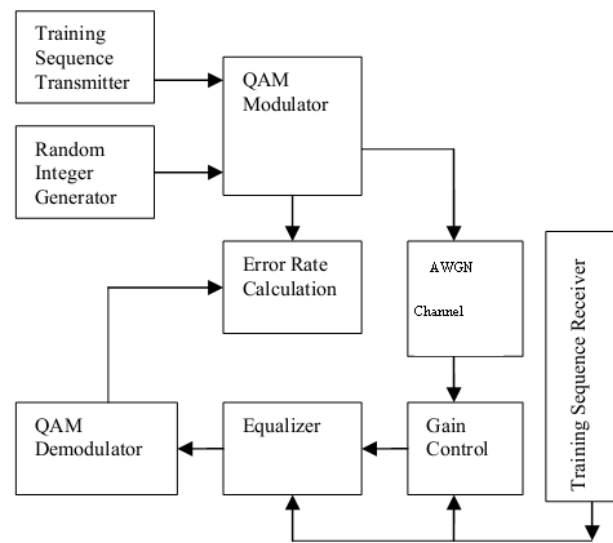 Training
Sequence
Transmitter
QAM
Modulator
Random
Integer
Generator
Error Rate
Calculation
AWGN
Channel
Training Sequence Receiver
QAM
Demodulator
Equalizer
Gain
Control